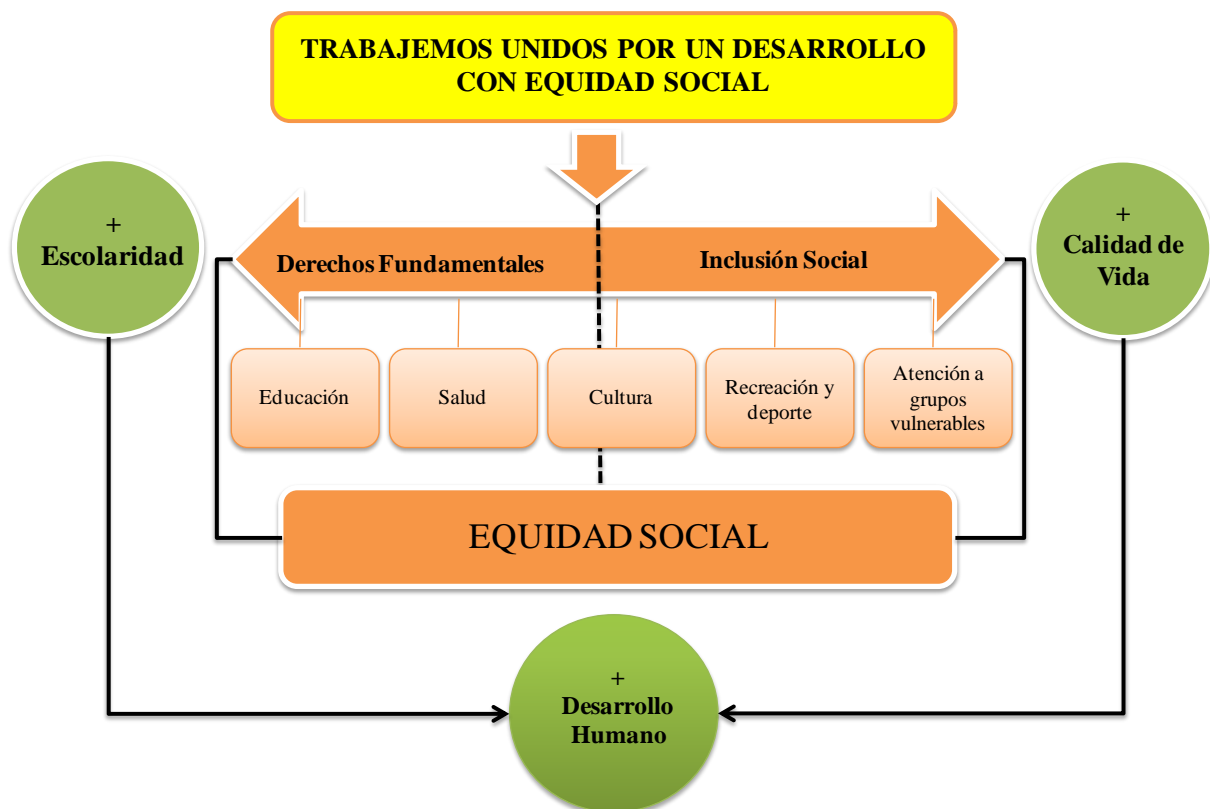 TRABAJEMOS UNIDOS POR UN DESARROLLO
CON EQUIDAD SOCIAL
+
Escolaridad
Derechos Fundamentales
Inclusión Social
+
Calidad de
Vida
Educación
Salud
Cultura
Recreación y
deporte
Atención a
grupos
vulnerables
EQUIDAD SOCIAL
+
Desarrollo
Humano